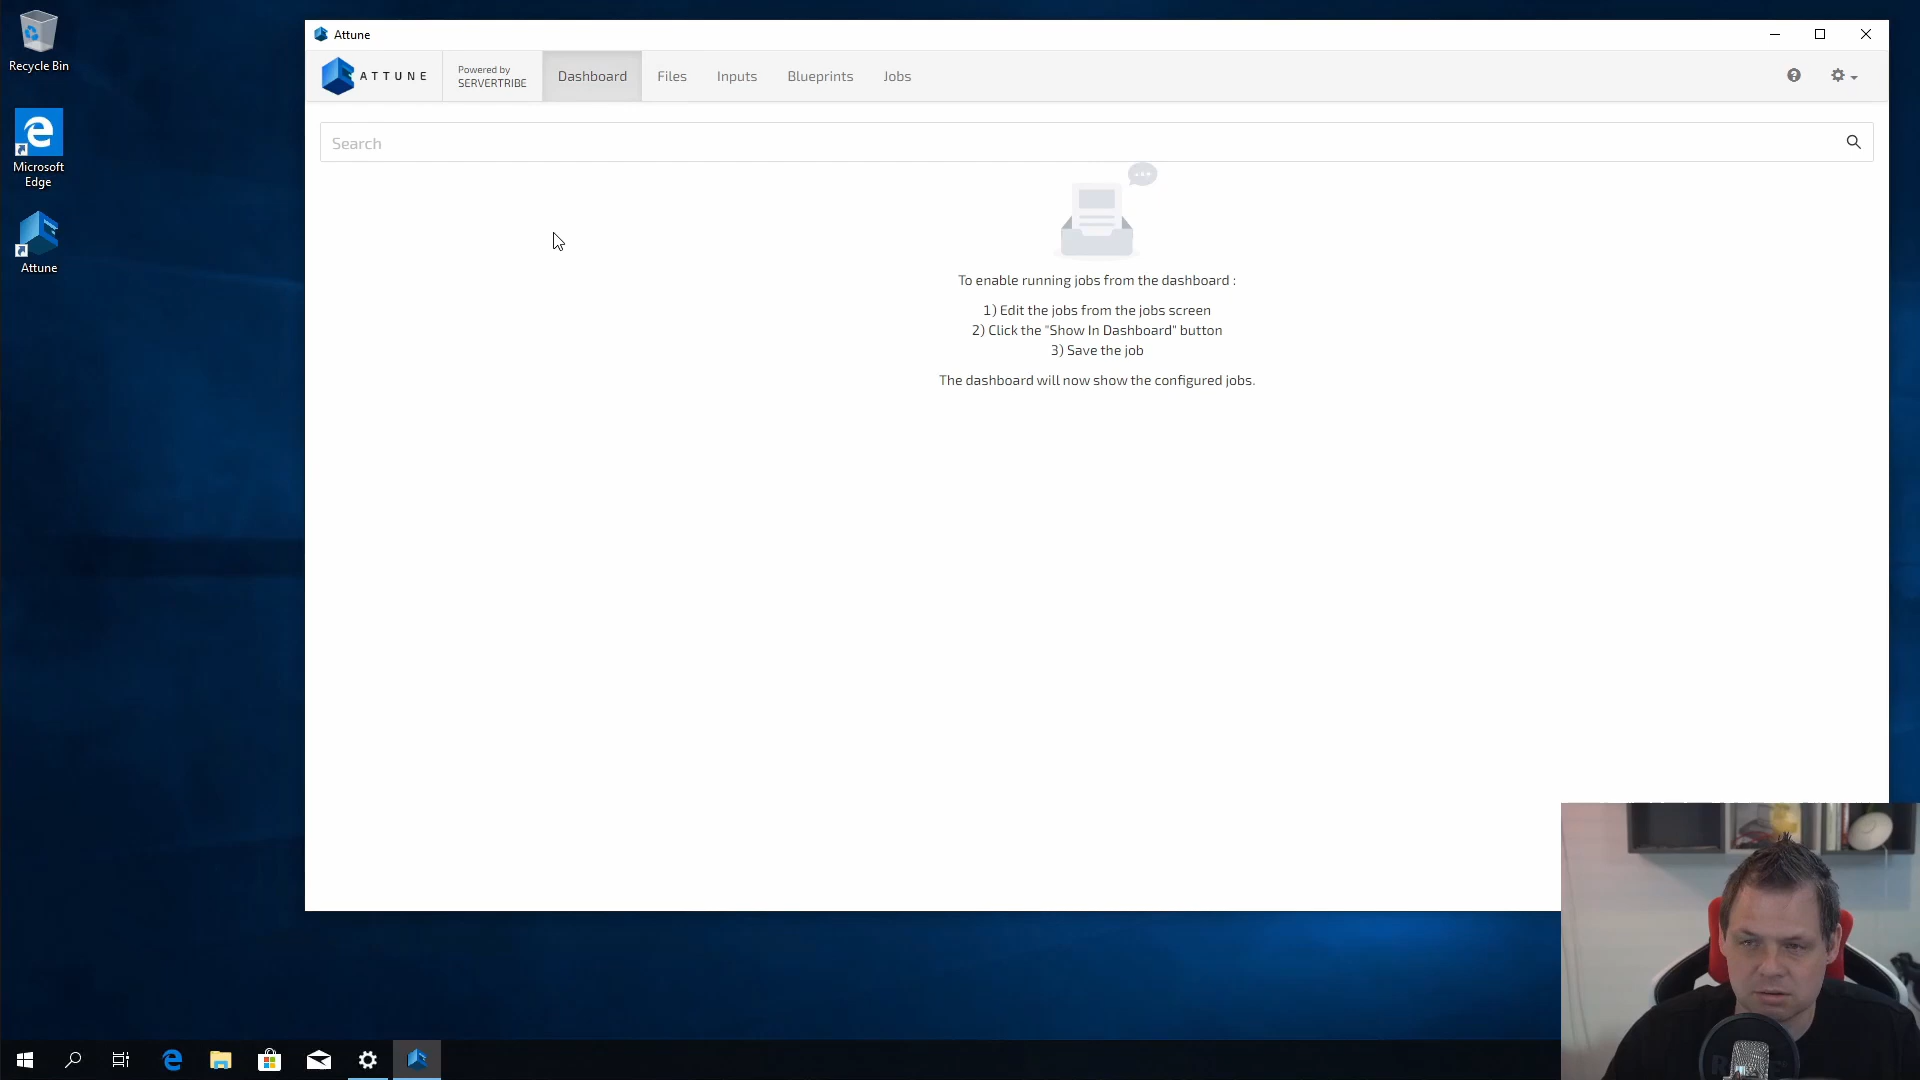 Recycle Bin
Microsoft
Edge
Attune
Attune
ATTUNE
Powered by
SERVERTRIBE
Dashboard
Files
Inputs
Blueprints
Jobs
Search
To enable running jobs from the dashboard :
1) Edit the jobs from the jobs screen
2) Click the "Show In Dashboard" button
3) Save the job
The dashboard will now show the configured jobs.